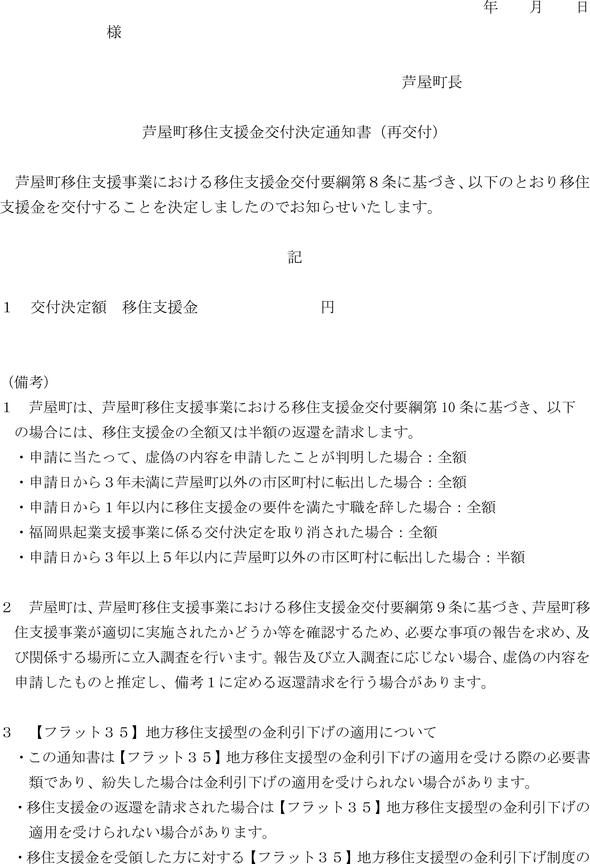 年　　月　　日
様
芦屋町長
芦屋町移住支援金交付決定通知書（再交付）
芦屋町移住支援事業における移住支援金交付要綱第８条に基づき、以下のとおり移住
支援金を交付することを決定しましたのでお知らせいたします。
記
１　交付決定額　移住支援金　　　　　　　　円
（備考）
１　芦屋町は、芦屋町移住支援事業における移住支援金交付要綱第 10 条に基づき、以下
の場合には、移住支援金の全額又は半額の返還を請求します。
・申請に当たって、虚偽の内容を申請したことが判明した場合：全額
・申請日から３年未満に芦屋町以外の市区町村に転出した場合：全額
・申請日から１年以内に移住支援金の要件を満たす職を辞した場合：全額
・福岡県起業支援事業に係る交付決定を取り消された場合：全額
・申請日から３年以上５年以内に芦屋町以外の市区町村に転出した場合：半額
２　芦屋町は、芦屋町移住支援事業における移住支援金交付要綱第９条に基づき、芦屋町移
住支援事業が適切に実施されたかどうか等を確認するため、必要な事項の報告を求め、及
び関係する場所に立入調査を行います。報告及び立入調査に応じない場合、虚偽の内容を
申請したものと推定し、備考１に定める返還請求を行う場合があります。
３　【フラット３５】地方移住支援型の金利引下げの適用について
・この通知書は【フラット３５】地方移住支援型の金利引下げの適用を受ける際の必要書
類であり、紛失した場合は金利引下げの適用を受けられない場合があります。
・移住支援金の返還を請求された場合は【フラット３５】地方移住支援型の金利引下げの
適用を受けられない場合があります。
・移住支援金を受領した方に対する【フラット３５】地方移住支援型の金利引下げ制度の